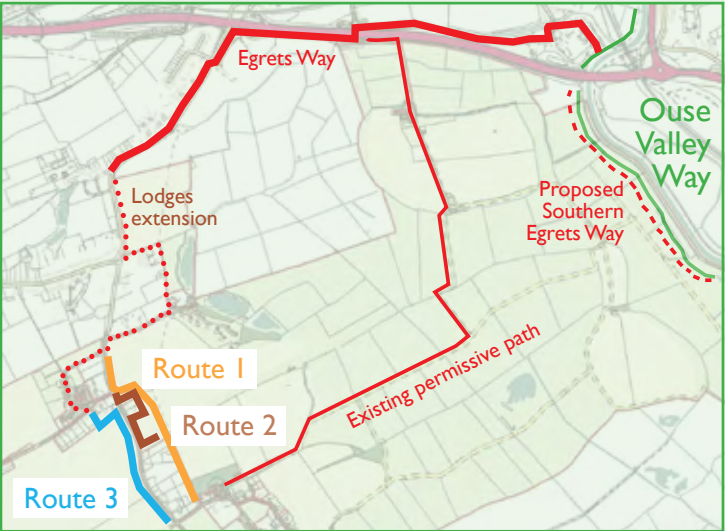 Egrets Way
Ouse
Valley
Way
Lodges
extension
Proposed
Southern
Egrets Way
Existing permissive path
Route 1
Route 2
Route 3